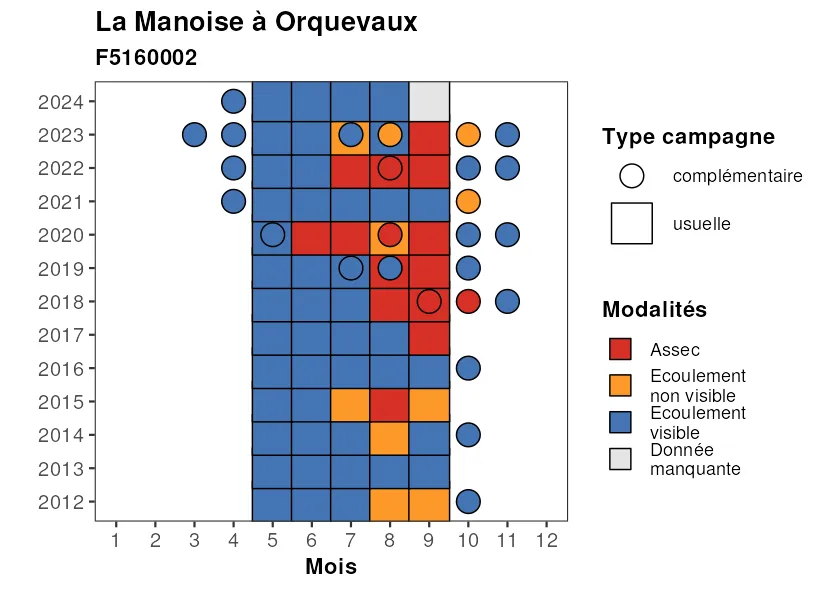 La Manoise à Orquevaux
F5160002
2024
2023
2022
2021
2020
2019
2018
2017
2016
2015
2014
2013
2012
1 2 3 4 5 6 7 8 9 10 11 12
Mois
Type campagne
complémentaire
usuelle
Modalités
Assec
Ecoulement
non visible
Ecoulement
visible
Donnée
manquante